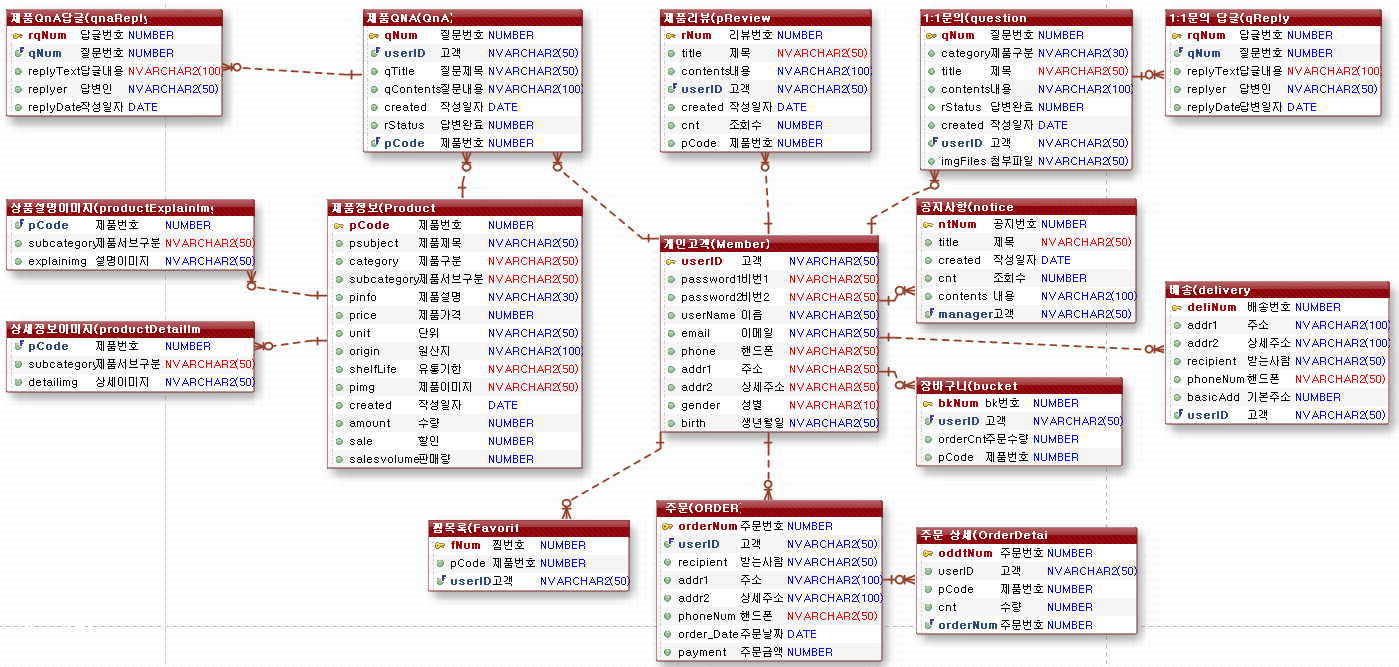 제품QnA답글(qnaReply
rqNum 답글번호 NUMBER
qNum 질문번호 NUMBER
replyText답글내용 NVARCHAR2(100
replyer 답변인 NVARCHAR2(50)
replyDate작성일자 DATE
제품QNA(QnA)
qNum 질문번호 NUMBER
userID 고객 NVARCHAR2(50)
qTitle 질문제목 NVARCHAR2(50)
qContents질문내용 NVARCHAR2(100
created 작성일자 DATE
rStatus 답변완료 NUMBER
pCode 제품번호 NUMBER
제품리뷰(pReview
rNum 리뷰번호 NUMBER
title 제목 NVARCHAR2(50)
contents내용 NVARCHAR2(100)
userID 고객 NVARCHAR2(50)
created 작성일자 DATE
cnt 조회수 NUMBER
pCode 제품번호 NUMBER
1:1문의(question
qNum 질문번호 NUMBER
category제품구분 NVARCHAR2(30)
title 제목 NVARCHAR2(50)
contents내용 NVARCHAR2(100
rStatus 답변완료 NUMBER
created 작성일자 DATE
userID 고객 NVARCHAR2(50)
imgFiles 첨부파일 NVARCHAR2(50)
1:1문의 답글(qReply
rqNum 답글번호 NUMBER
qNum 질문번호 NUMBER
replyText답글내용 NVARCHAR2(100
replyer 답변인 NVARCHAR2(50)
replyDate답변일자 DATE
상품설명이미지(productExplainImg
pCode 제품번호 NUMBER
subcategory제품서브구분 NVARCHAR2(50)
explainimg 설명이미지 NVARCHAR2(50)
상세정보이미지(productDetailIm
pCode 제품번호 NUMBER
subcategory제품서브구분 NVARCHAR2(50)
detailimg 상세이미지 NVARCHAR2(50)
제품정보(Product
pCode 제품번호 NUMBER
psubject 제품제목 NVARCHAR2(50)
category 제품구분 NVARCHAR2(50)
subcategory제품서브구분 NVARCHAR2(50)
pinfo 제품설명 NVARCHAR2(30)
price 제품가격 NUMBER
unit 단위 NVARCHAR2(50)
origin 원산지 NVARCHAR2(100)
shelfLife 유통기한 NVARCHAR2(50)
pimg 제품이미지 NVARCHAR2(50)
created 작성일자 DATE
amount 수량 NUMBER
sale 할인 NUMBER
salesvolume판매량 NUMBER
개인고객(Member)
userID 고객 NVARCHAR2(50)
password1비번1 NVARCHAR2(50)
password2비번2 NVARCHAR2(50)
userName 이름 NVARCHAR2(50)
email 이메일 NVARCHAR2(50)
phone 핸드폰 NVARCHAR2(50)
addr1 주소 NVARCHAR2(50)
addr2 상세주소 NVARCHAR2(50)
gender 성별 NVARCHAR2(10)
birth 생년월일 NVARCHAR2(50)
공지사항(notice
ntNum 공지번호 NUMBER
title 제목 NVARCHAR2(50)
created 작성일자 DATE
cnt 조회수 NUMBER
contents 내용 NVARCHAR2(100)
manager고객 NVARCHAR2(50)
배송(delivery
deliNum 배송번호 NUMBER
addr1 주소 NVARCHAR2(100)
addr2 상세주소 NVARCHAR2(100)
recipient 받는사람 NVARCHAR2(50)
phoneNum핸드폰 NVARCHAR2(50)
basicAdd 기본주소 NUMBER
userID 고객 NVARCHAR2(50)
장바구니(bucket
bkNum bk번호 NUMBER
userID 고객 NVARCHAR2(50)
orderCnt주문수량 NUMBER
pCode 제품번호 NUMBER
찜목록(Favorit
fNum 찜번호 NUMBER
pCode 제품번호 NUMBER
userID고객 NVARCHAR2(50)
주문(ORDER
orderNum 주문번호 NUMBER
userID 고객 NVARCHAR2(50)
recipient 받는사람 NVARCHAR2(50)
addr1 주소 NVARCHAR2(100)
addr2 상세주소 NVARCHAR2(100)
phoneNum 핸드폰 NVARCHAR2(50)
order_Date주문날짜 DATE
payment 주문금액 NUMBER
주문 상세(OrderDetai
oddtNum 주문번호 NUMBER
userID 고객 NVARCHAR2(50)
pCode 제품번호 NUMBER
cnt 수량 NUMBER
orderNum 주문번호 NUMBER